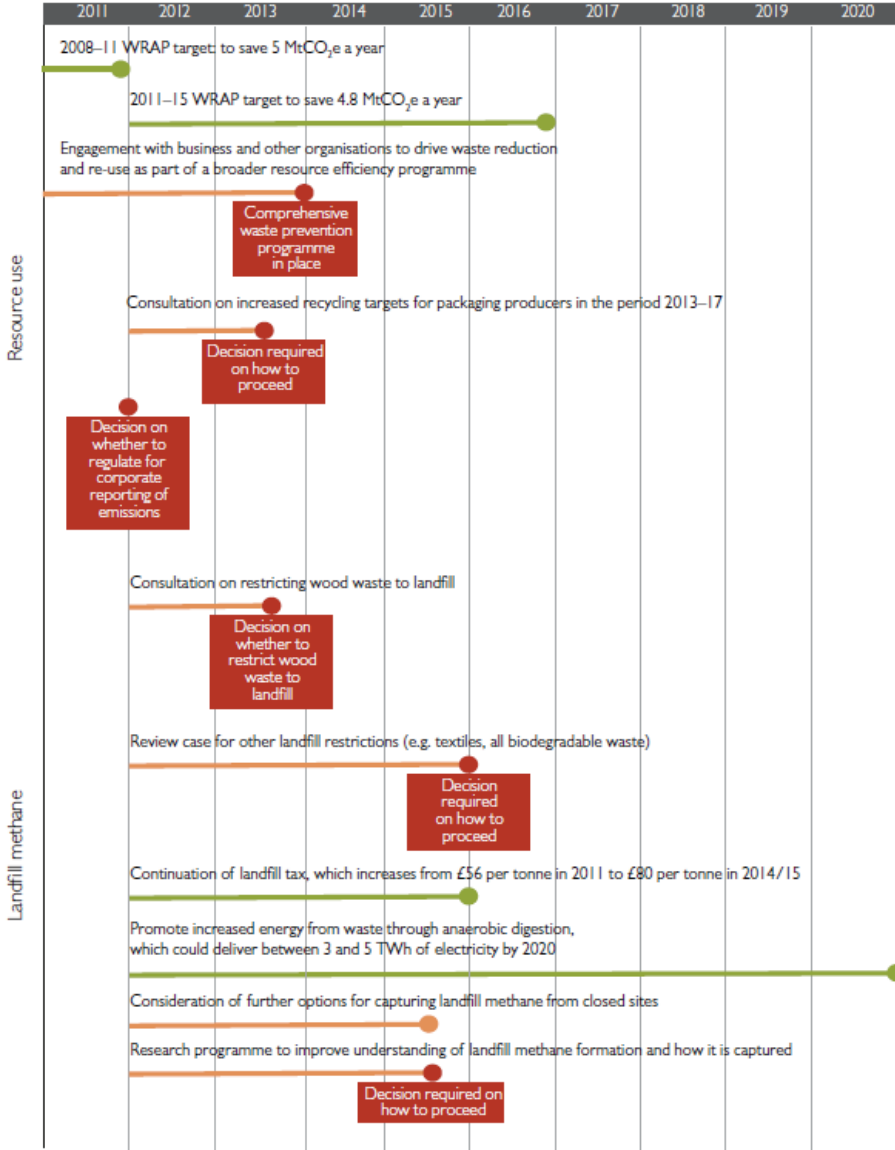 2011 2012 2013 2014 2015 2016 2017 2018 2019 2020
Resource use
2008–11 WRAP target: to save 5 MtCO₂e a year
2011–15 WRAP target to save 4.8 MtCO₂e a year
Engagement with business and other organisations to drive waste reduction
and re-use as part of a broader resource efficiency programme
Comprehensive
waste prevention
programme
in place
Consultation on increased recycling targets for packaging producers in the period 2013–17
Decision required
on how to
proceed
Decision on
whether to
regulate for
corporate
reporting of
emissions
Landfill methane
Consultation on restricting wood waste to landfill
Decision on
whether to
restrict wood
waste to
landfill
Review case for other landfill restrictions (e.g. textiles, all biodegradable waste)
Decision
required
on how to
proceed
Continuation of landfill tax, which increases from £56 per tonne in 2011 to £80 per tonne in 2014/15
Promote increased energy from waste through anaerobic digestion,
which could deliver between 3 and 5 TWh of electricity by 2020
Consideration of further options for capturing landfill methane from closed sites
Research programme to improve understanding of landfill methane formation and how it is captured
Decision required on
how to proceed